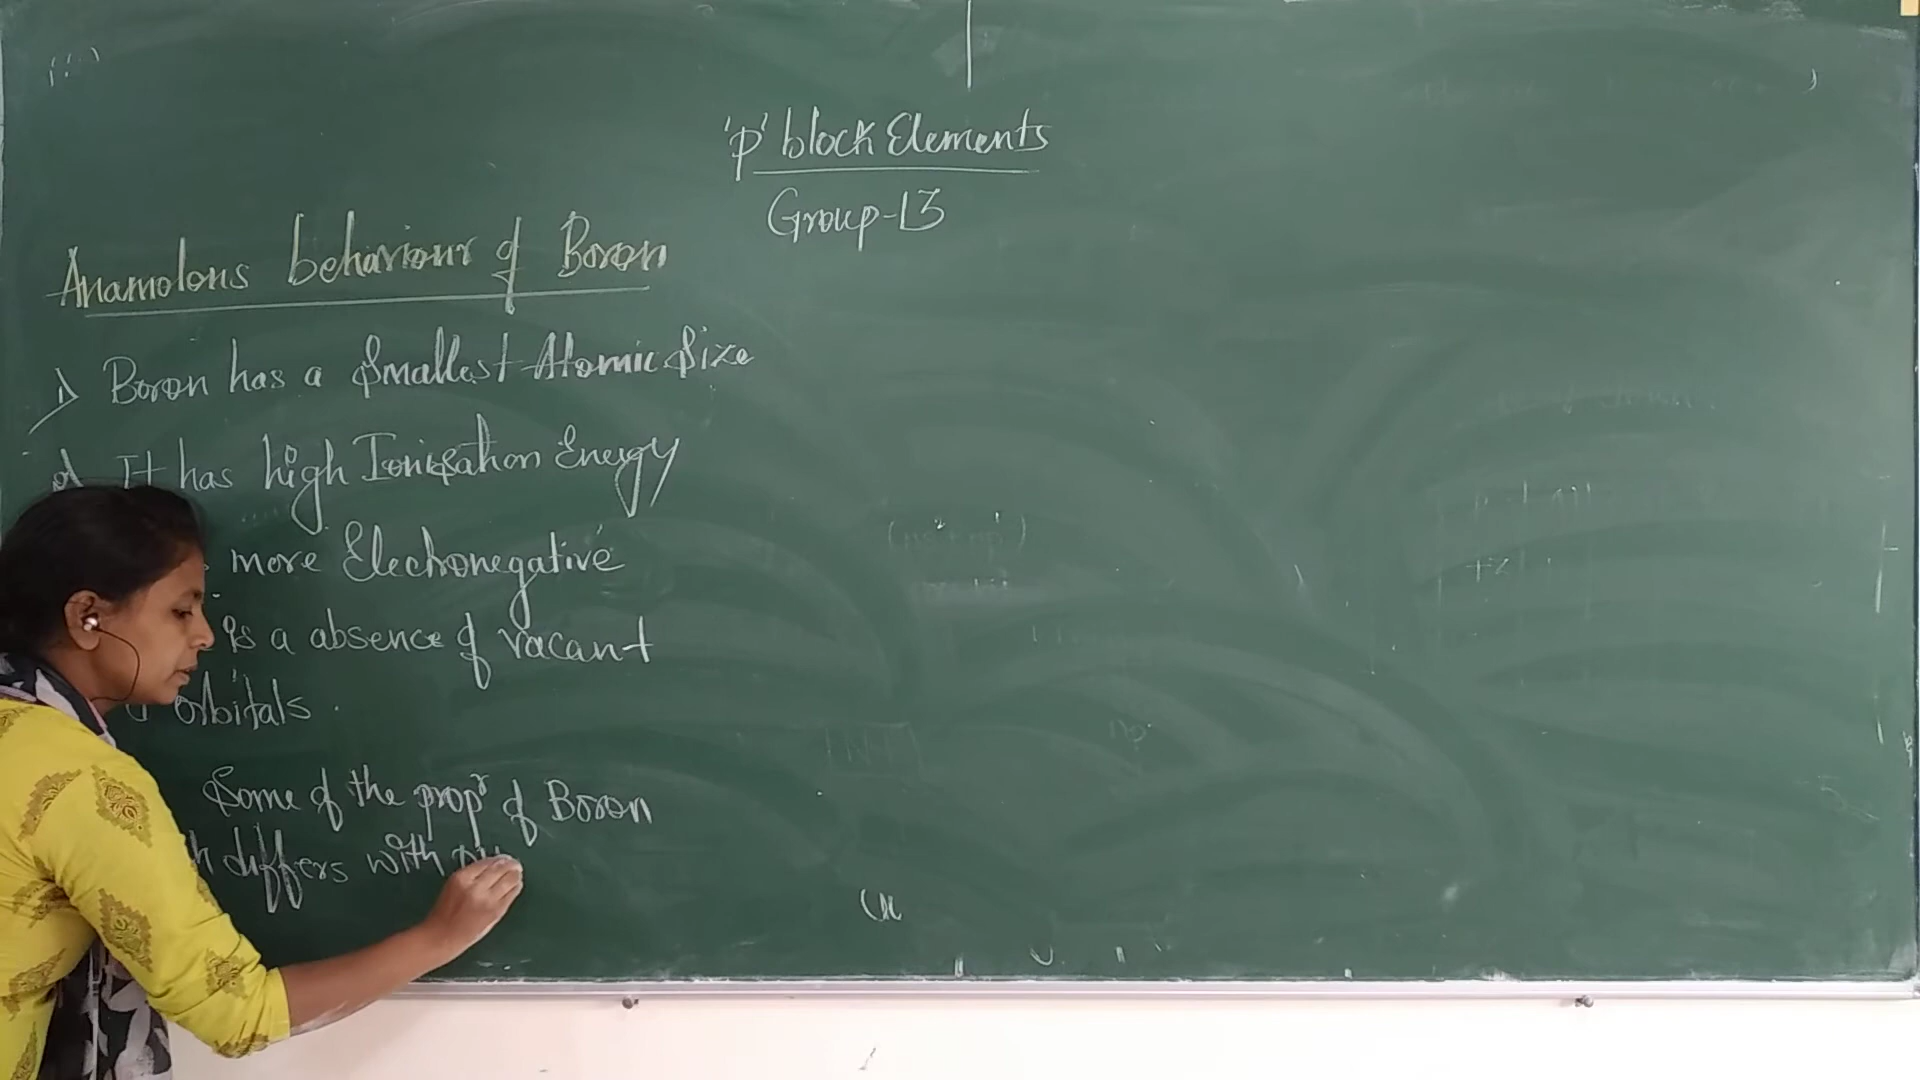 'p' block Elements
Group-13
Anamolous behaviour of Boron
1) Boron has a Smallest Atomic Size
It has high Ionisation Energy
more Electronegative
is a absence of vacant
orbitals.
Some of the propr of Boron
differs with